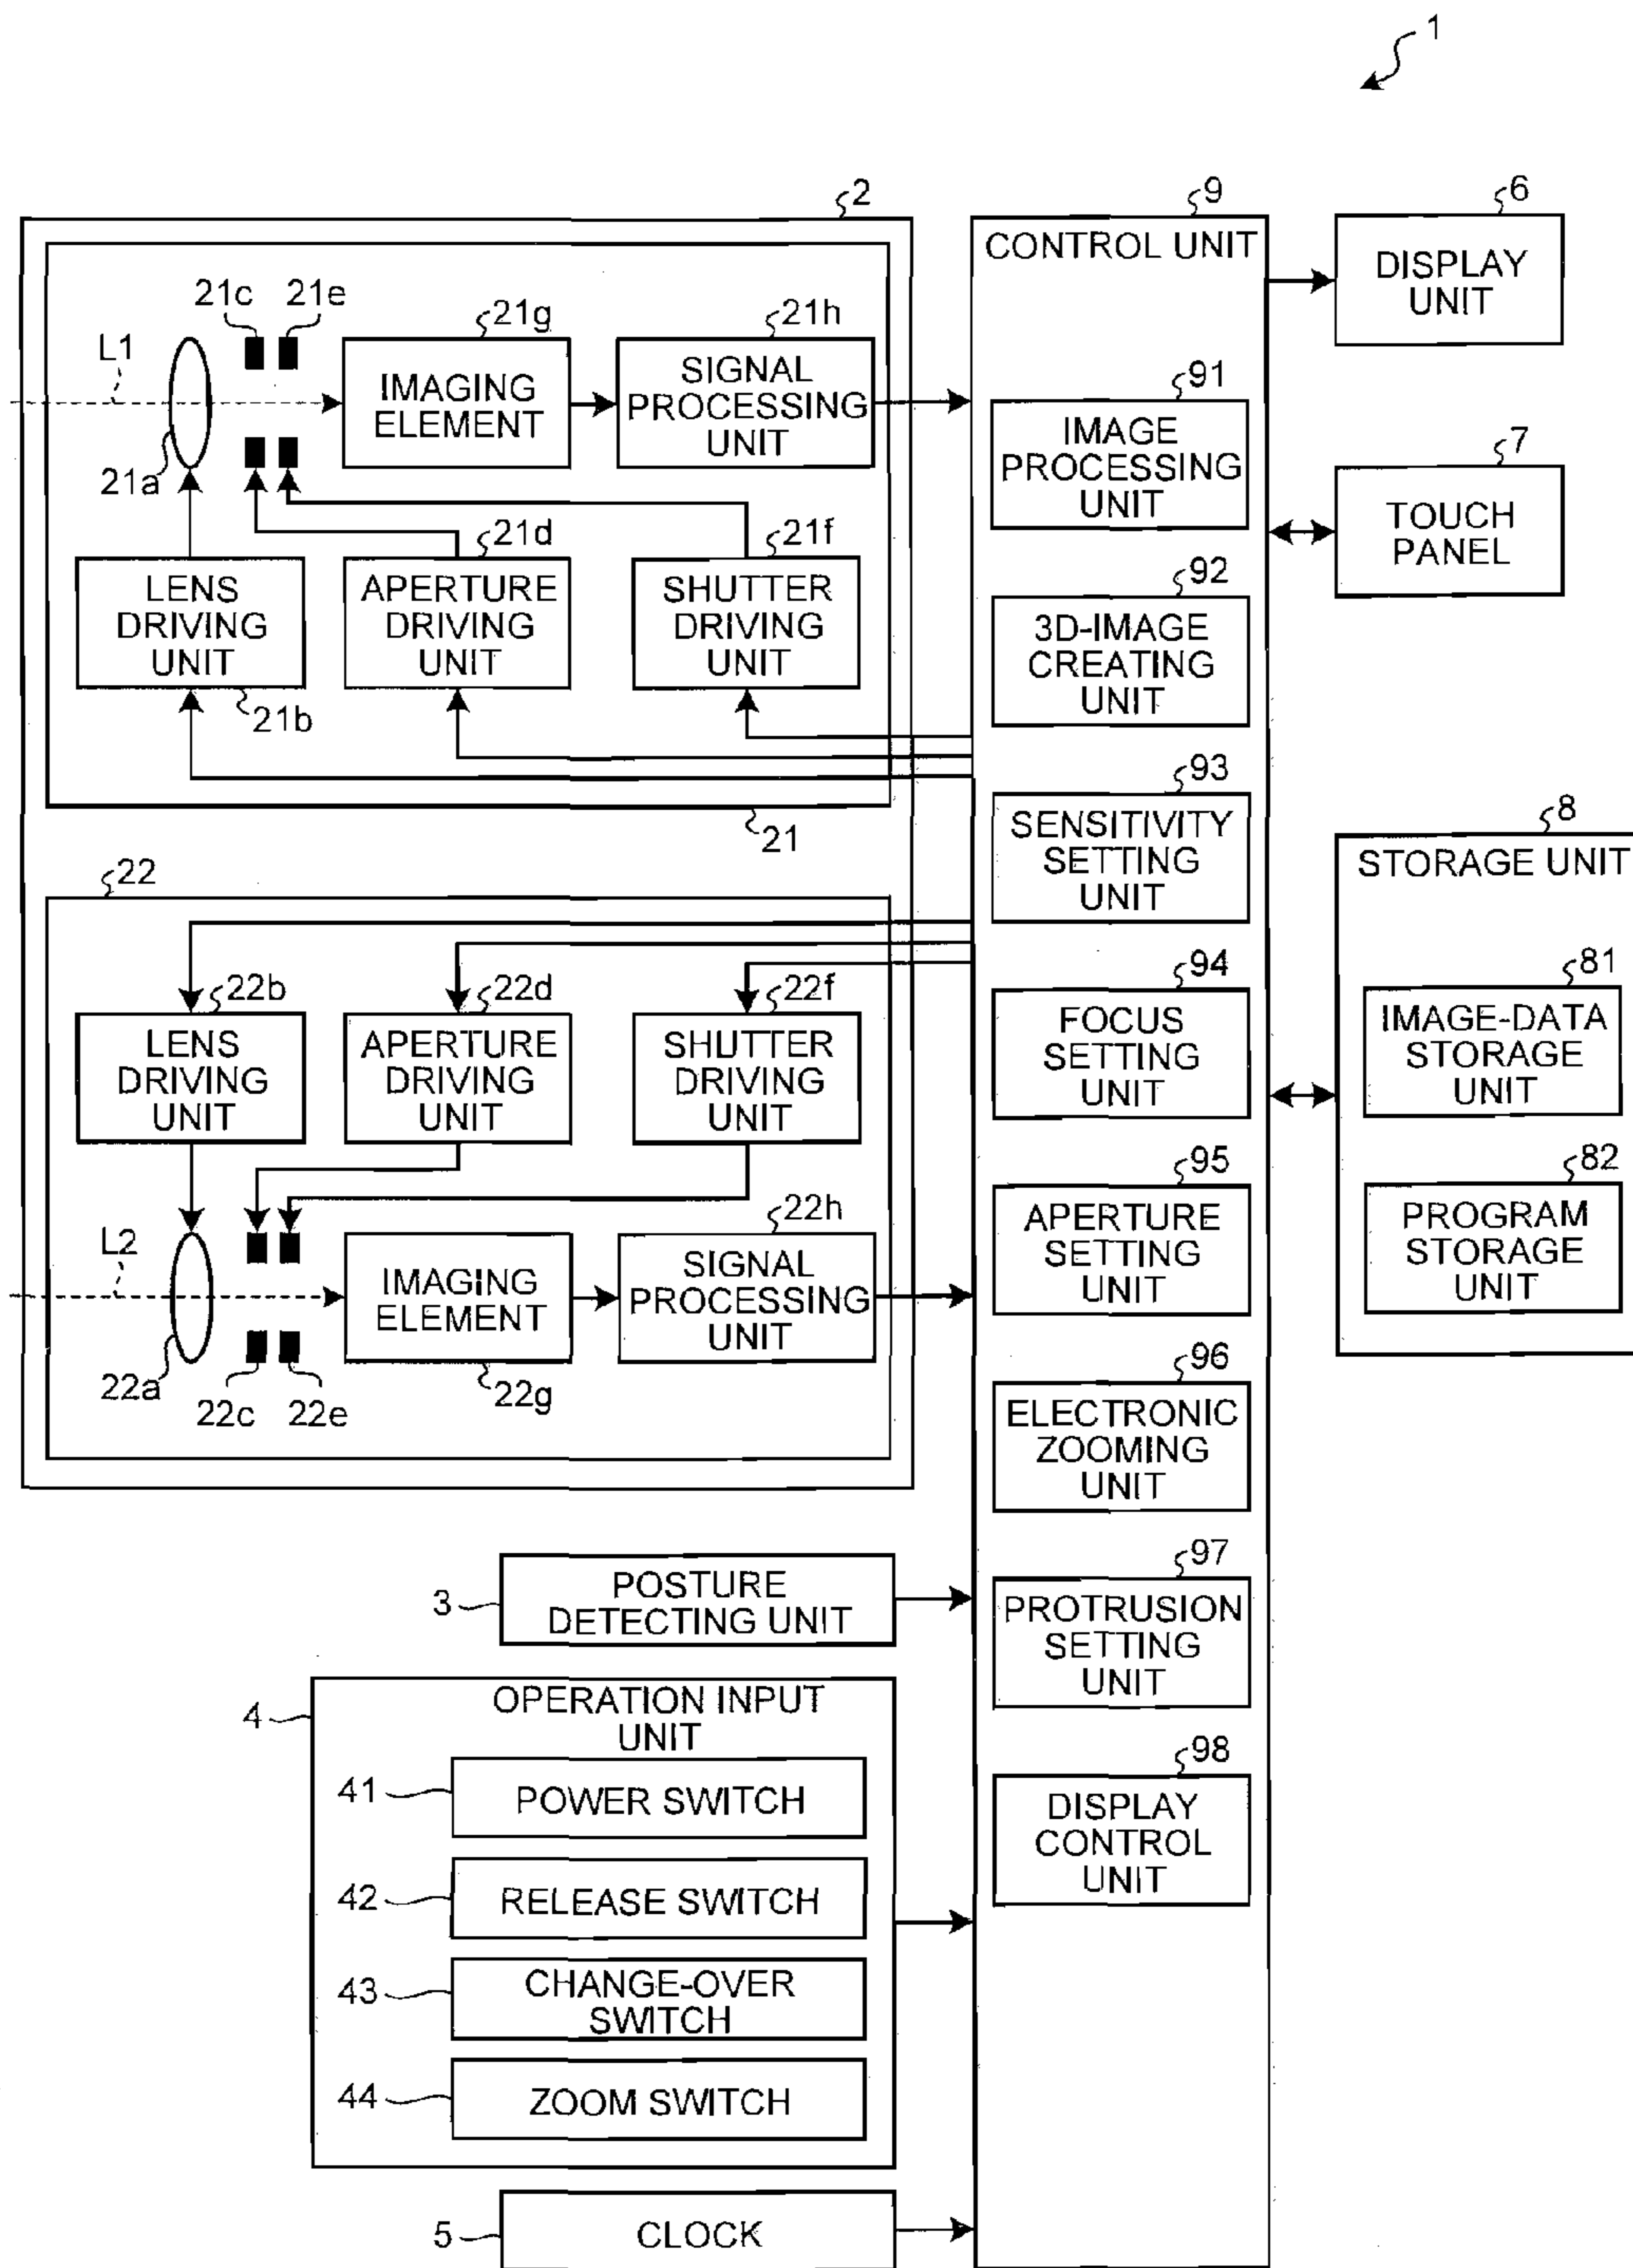 1
2
21c 21e
L1
21a
21g
IMAGING
ELEMENT
21h
SIGNAL
PROCESSING
UNIT
LENS
DRIVING
UNIT
21b
21d
APERTURE
DRIVING
UNIT
21f
SHUTTER
DRIVING
UNIT
21
22
22b
LENS
DRIVING
UNIT
22d
APERTURE
DRIVING
UNIT
22f
SHUTTER
DRIVING
UNIT
L2
22a
22c 22e
IMAGING
ELEMENT
22g
22h
SIGNAL
PROCESSING
UNIT
3
POSTURE
DETECTING UNIT
4
OPERATION INPUT
UNIT
41
POWER SWITCH
42
RELEASE SWITCH
43
CHANGE-OVER
SWITCH
44
ZOOM SWITCH
5
CLOCK
9
CONTROL UNIT
91
IMAGE
PROCESSING
UNIT
92
3D-IMAGE
CREATING
UNIT
93
SENSITIVITY
SETTING
UNIT
94
FOCUS
SETTING
UNIT
95
APERTURE
SETTING
UNIT
96
ELECTRONIC
ZOOMING
UNIT
97
PROTRUSION
SETTING
UNIT
98
DISPLAY
CONTROL
UNIT
6
DISPLAY
UNIT
7
TOUCH
PANEL
8
STORAGE UNIT
81
IMAGE-DATA
STORAGE
UNIT
82
PROGRAM
STORAGE
UNIT